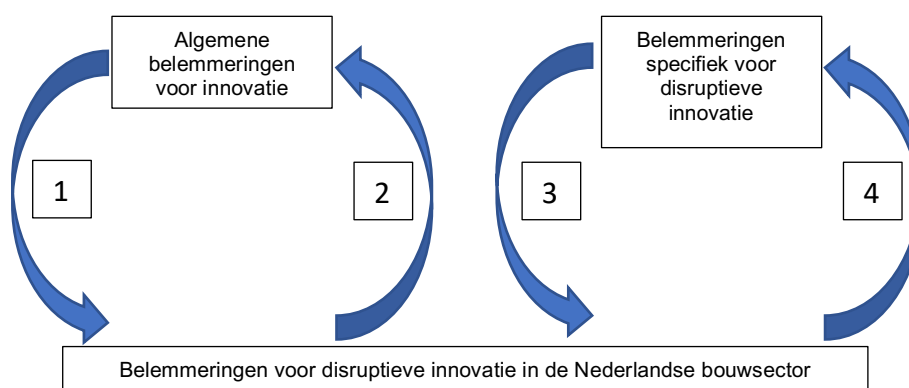 Algemene
belemmeringen
voor innovatie
Belemmeringen
specifiek voor
disruptieve
innovatie
1
2
3
4
Belemmeringen voor disruptieve innovatie in de Nederlandse bouwsector